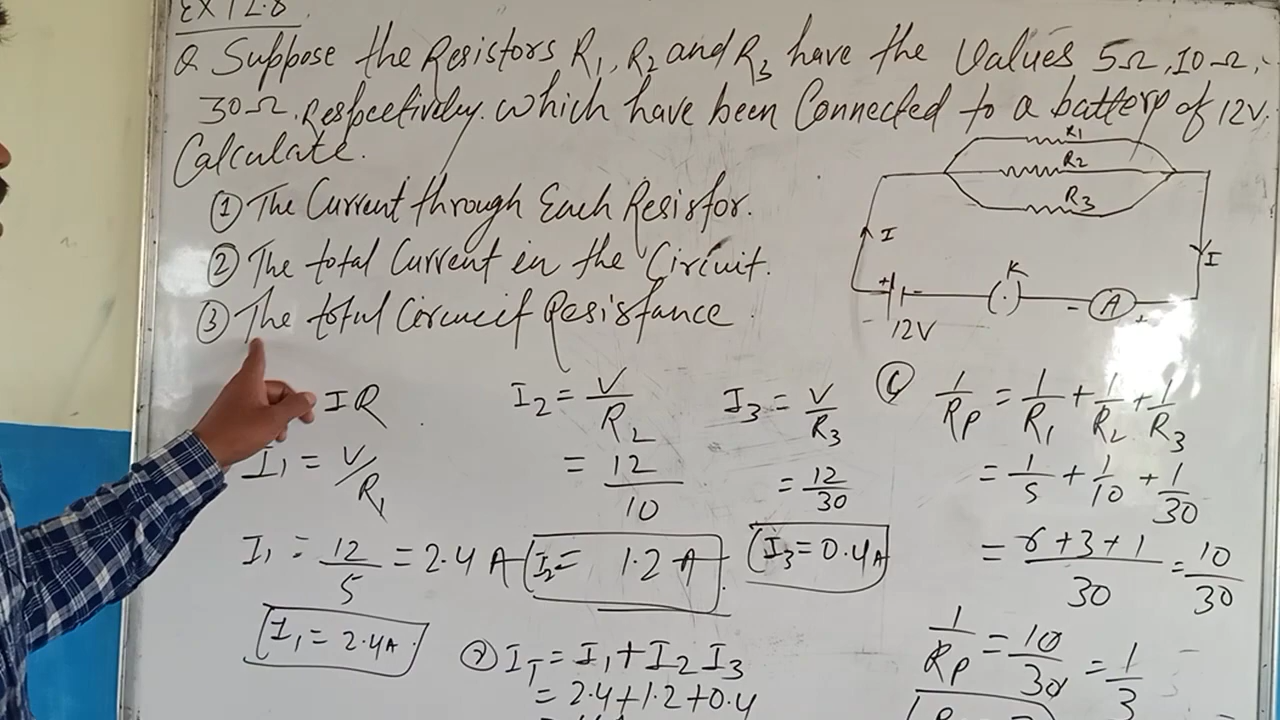 EX 12.8
Q. Suppose the Resistors R1, R2 and R3 have the Values 5Ω, 10Ω,
30Ω. Respectively. which have been Connected to a battery of 12V.
Calculate.
① The Current through Each Resistor.
② The total Current in the Circuit.
③ The total Circuit Resistance
R1
R2
R3
I
I
+ -
12V
K
- A +
IR
I1 = V/R1
I1 = 12/5 = 2.4 A
I1 = 2.4A
I2 = V/R2
= 12/10
I2 = 1.2 A
I3 = V/R3
= 12/30
I3 = 0.4A
② IT = I1 + I2 I3
= 2.4+1.2+0.4
1/RP = 1/R1 + 1/R2 + 1/R3
= 1/5 + 1/10 + 1/30
= 6+3+1/30 = 10/30
1/RP = 10/30 = 1/3